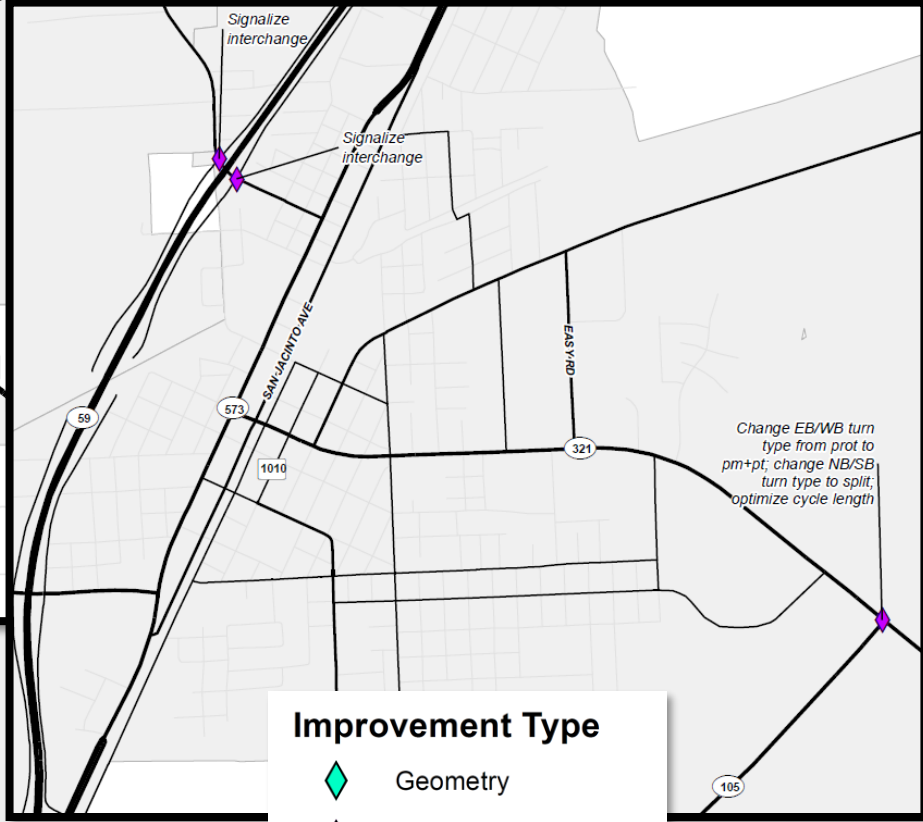 Signalize
interchange
Signalize
interchange
SAN JACINTO AVE
EASY RD
59
573
1010
321
Change EB/WB turn
type from prot to
pm+pt; change NB/SB
turn type to split;
optimize cycle length
105
Improvement Type
Geometry